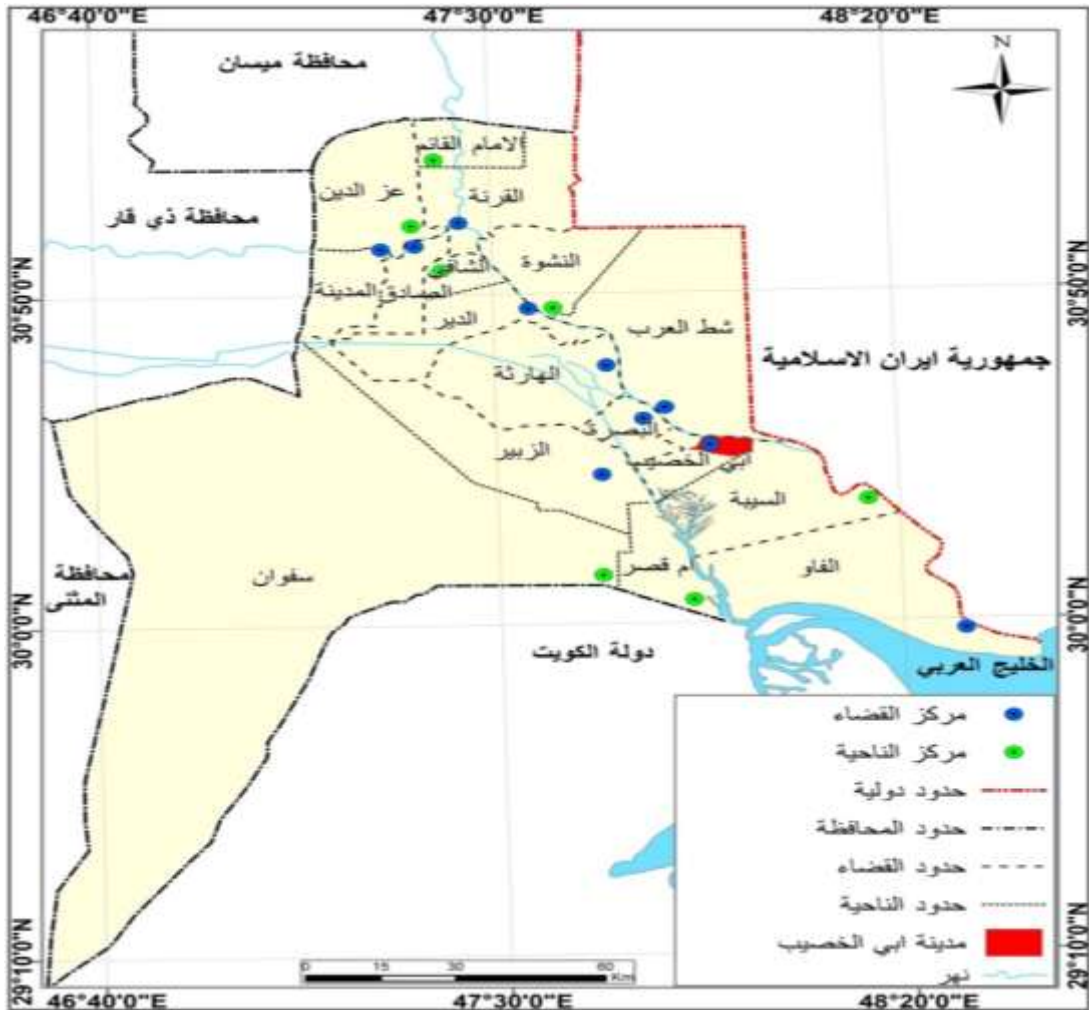 46°40'0"E
47°30'0"E
48°20'0"E
N
محافظة ميسان
الامام القائم
عز الدين
القرنة
محافظة ذي قار
النشوة
الشافي
المدينة
الصادق
30°50'0"N
30°50'0"N
الدير
شط العرب
جمهورية ايران الاسلامية
الهارثة
البصرة
الزبير
ابي الخصيب
السيبة
محافظة
المثنى
سفوان
ام قصر
الفاو
30°0'0"N
30°0'0"N
دولة الكويت
الخليج العربي
مركز القضاء
مركز الناحية
حدود دولية
حدود المحافظة
حدود القضاء
حدود الناحية
مدينة ابي الخصيب
نهر
0 15 30 60
Km
29°10'0"N
29°10'0"N
46°40'0"E
47°30'0"E
48°20'0"E